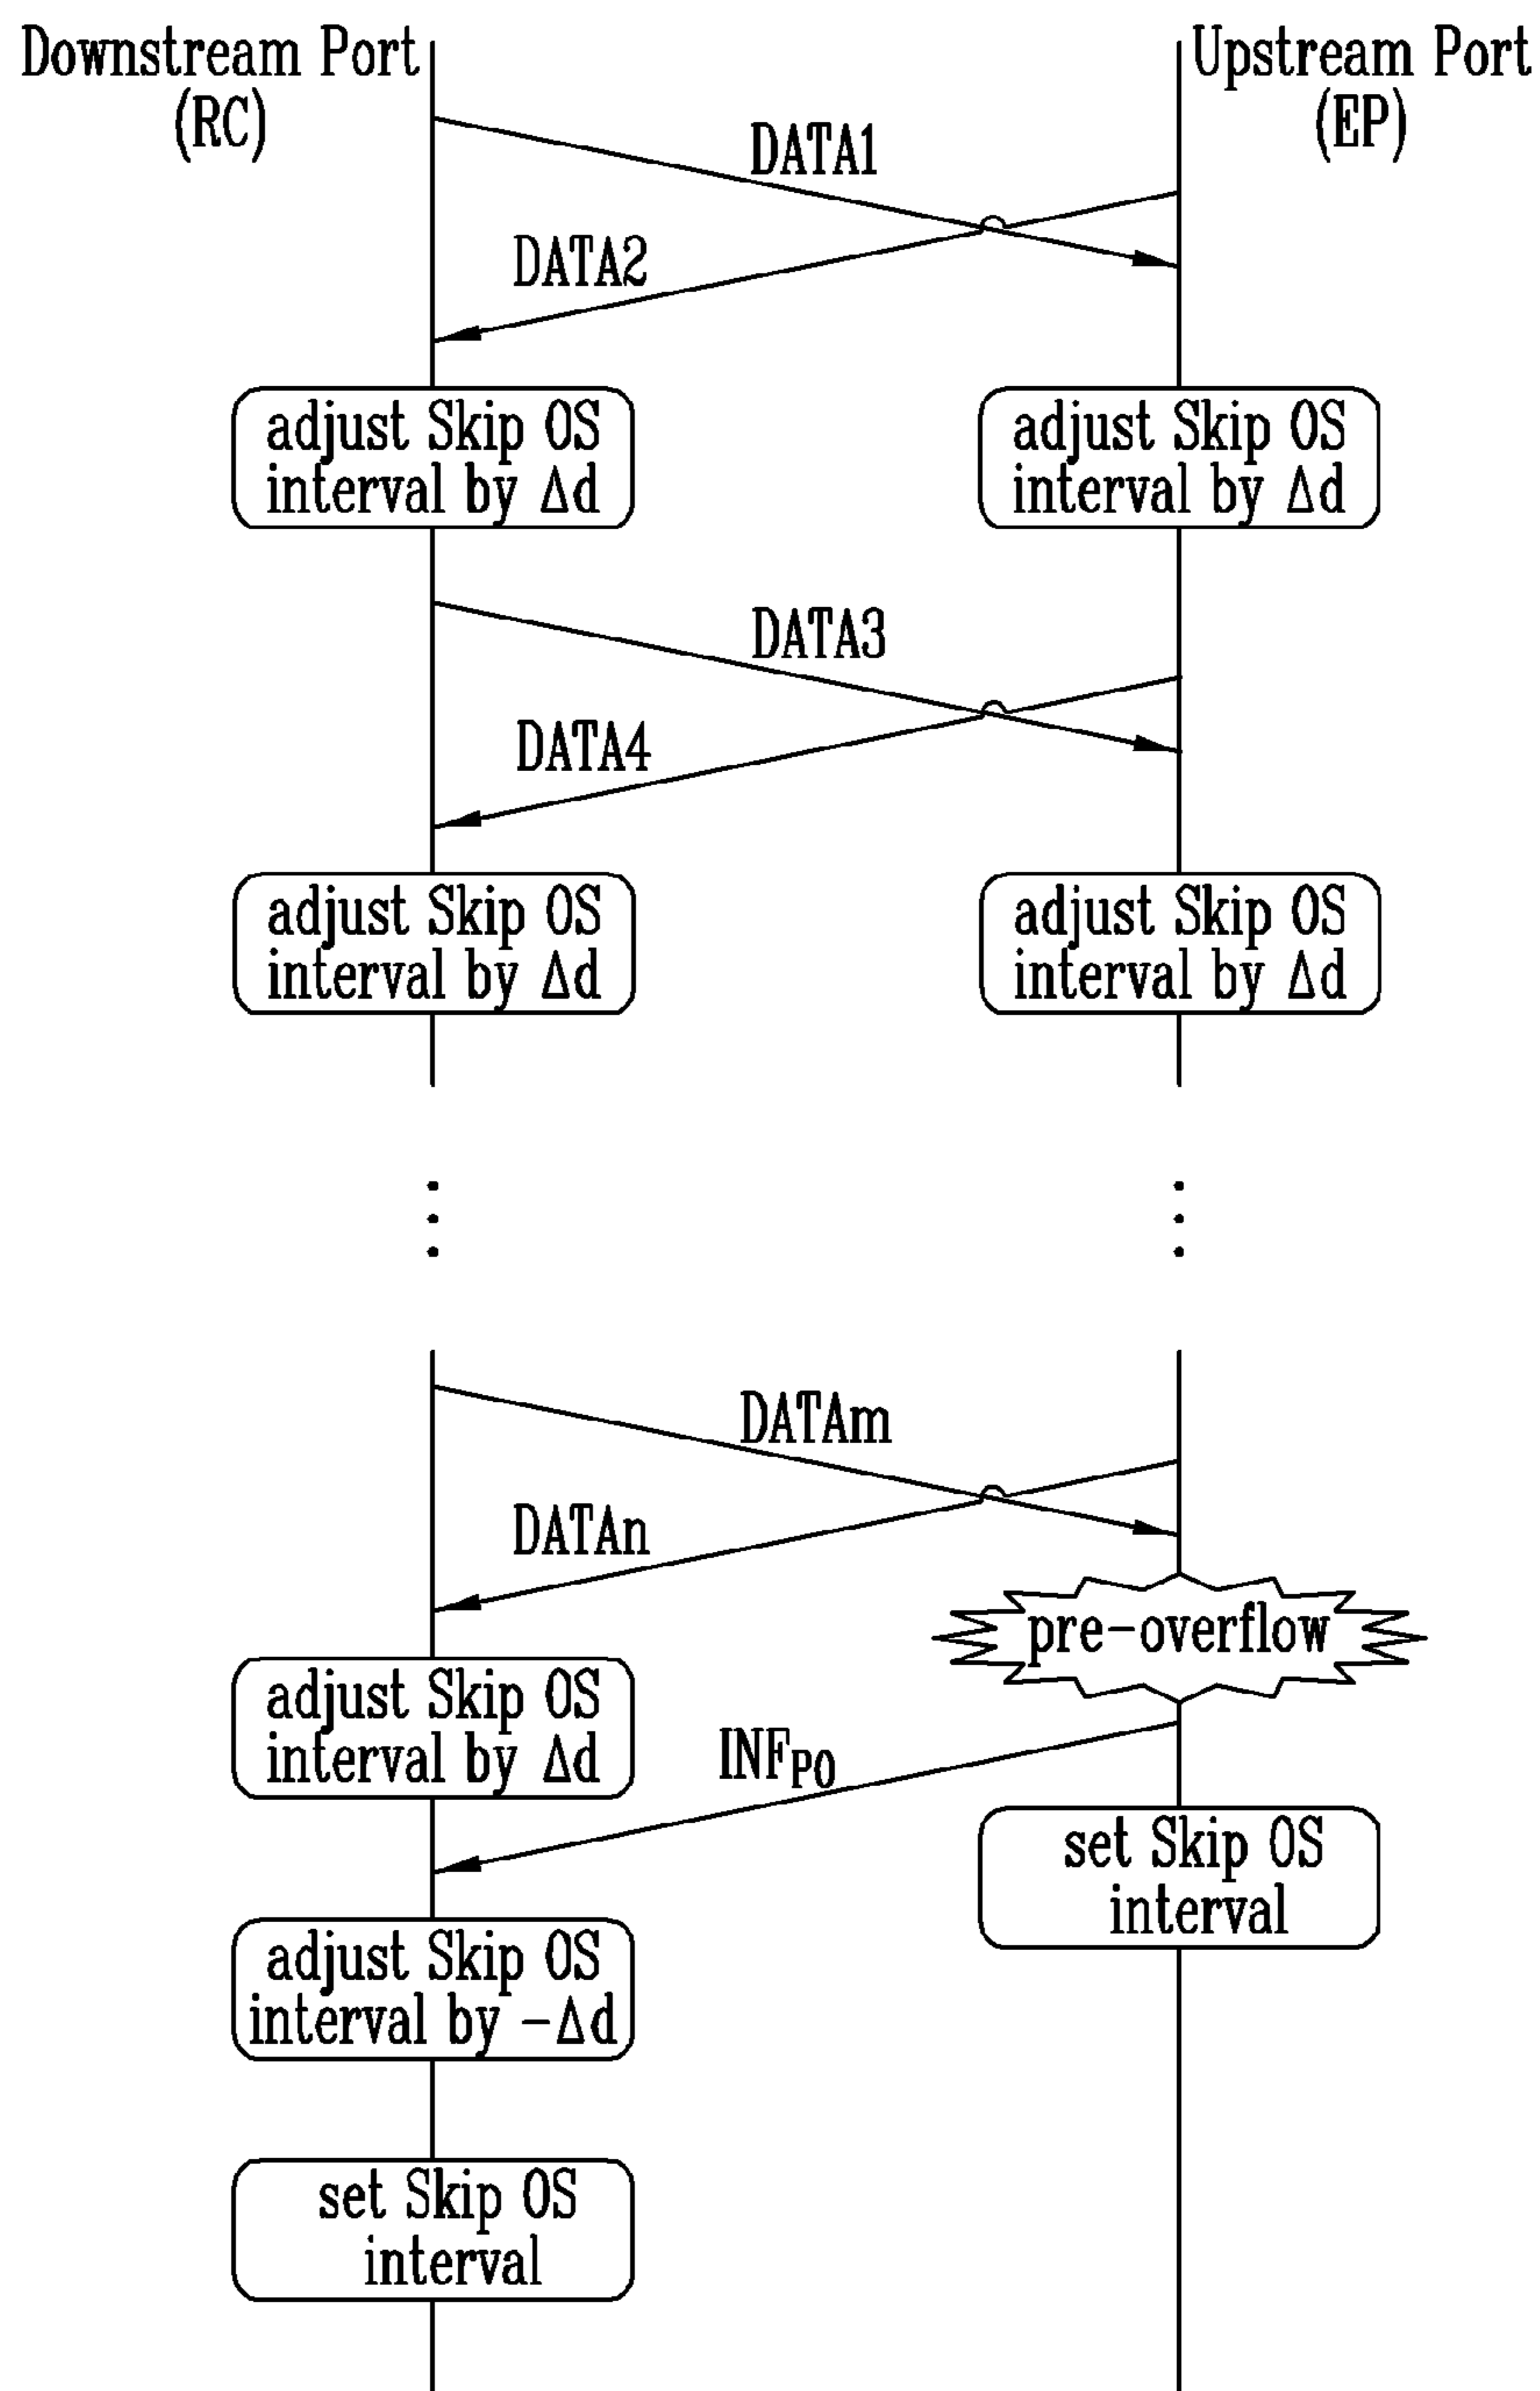 Downstream Port
(RC)
Upstream Port
(EP)
DATA1
DATA2
adjust Skip OS
interval by Δd
adjust Skip OS
interval by Δd
DATA3
DATA4
adjust Skip OS
interval by Δd
adjust Skip OS
interval by Δd
DATAm
DATAn
pre-overflow
adjust Skip OS
interval by Δd
INFPO
set Skip OS
interval
adjust Skip OS
interval by -Δd
set Skip OS
interval